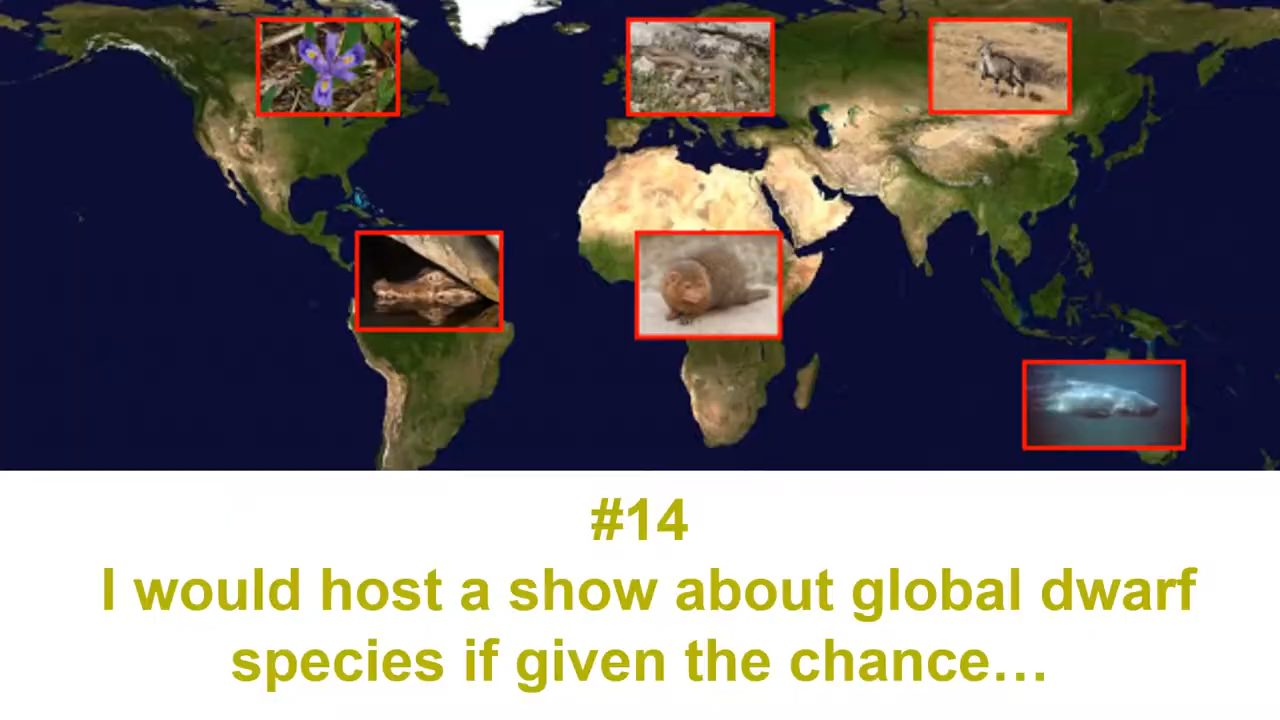 #14
I would host a show about global dwarf
species if given the chance…